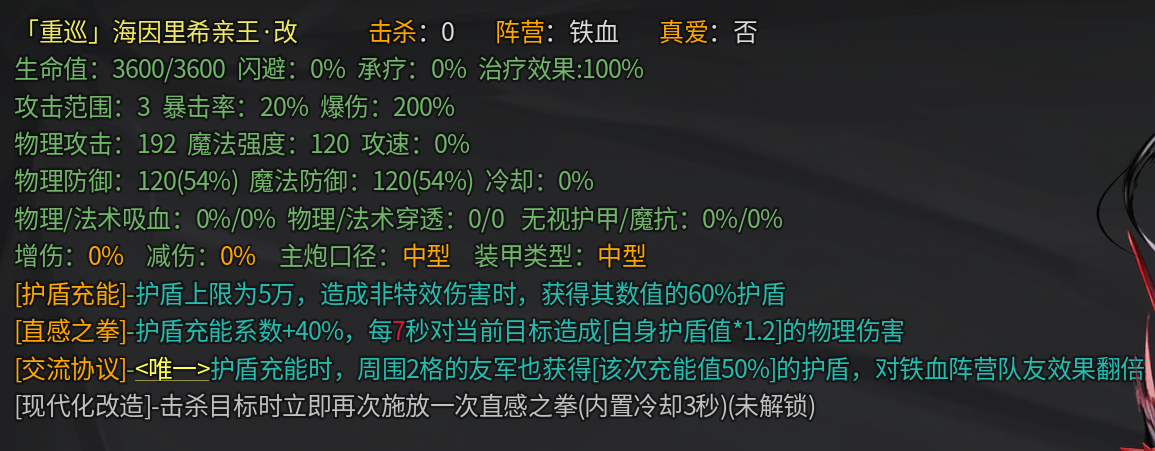 「重巡」海因里希亲王·改 击杀：0 阵营：铁血 真爱：否
生命值：3600/3600 闪避：0% 承疗：0% 治疗效果:100%
攻击范围：3 暴击率：20% 爆伤：200%
物理攻击：192 魔法强度：120 攻速：0%
物理防御：120(54%) 魔法防御：120(54%) 冷却：0%
物理/法术吸血：0%/0% 物理/法术穿透：0/0 无视护甲/魔抗：0%/0%
增伤：0% 减伤：0% 主炮口径：中型 装甲类型：中型
[护盾充能]-护盾上限为5万，造成非特效伤害时，获得其数值的60%护盾
[直感之拳]-护盾充能系数+40%，每7秒对当前目标造成[自身护盾值*1.2]的物理伤害
[交流协议]-<唯一>护盾充能时，周围2格的友军也获得[该次充能值50%]的护盾，对铁血阵营队友效果翻倍
[现代化改造]-击杀目标时立即再次施放一次直感之拳(内置冷却3秒)(未解锁)